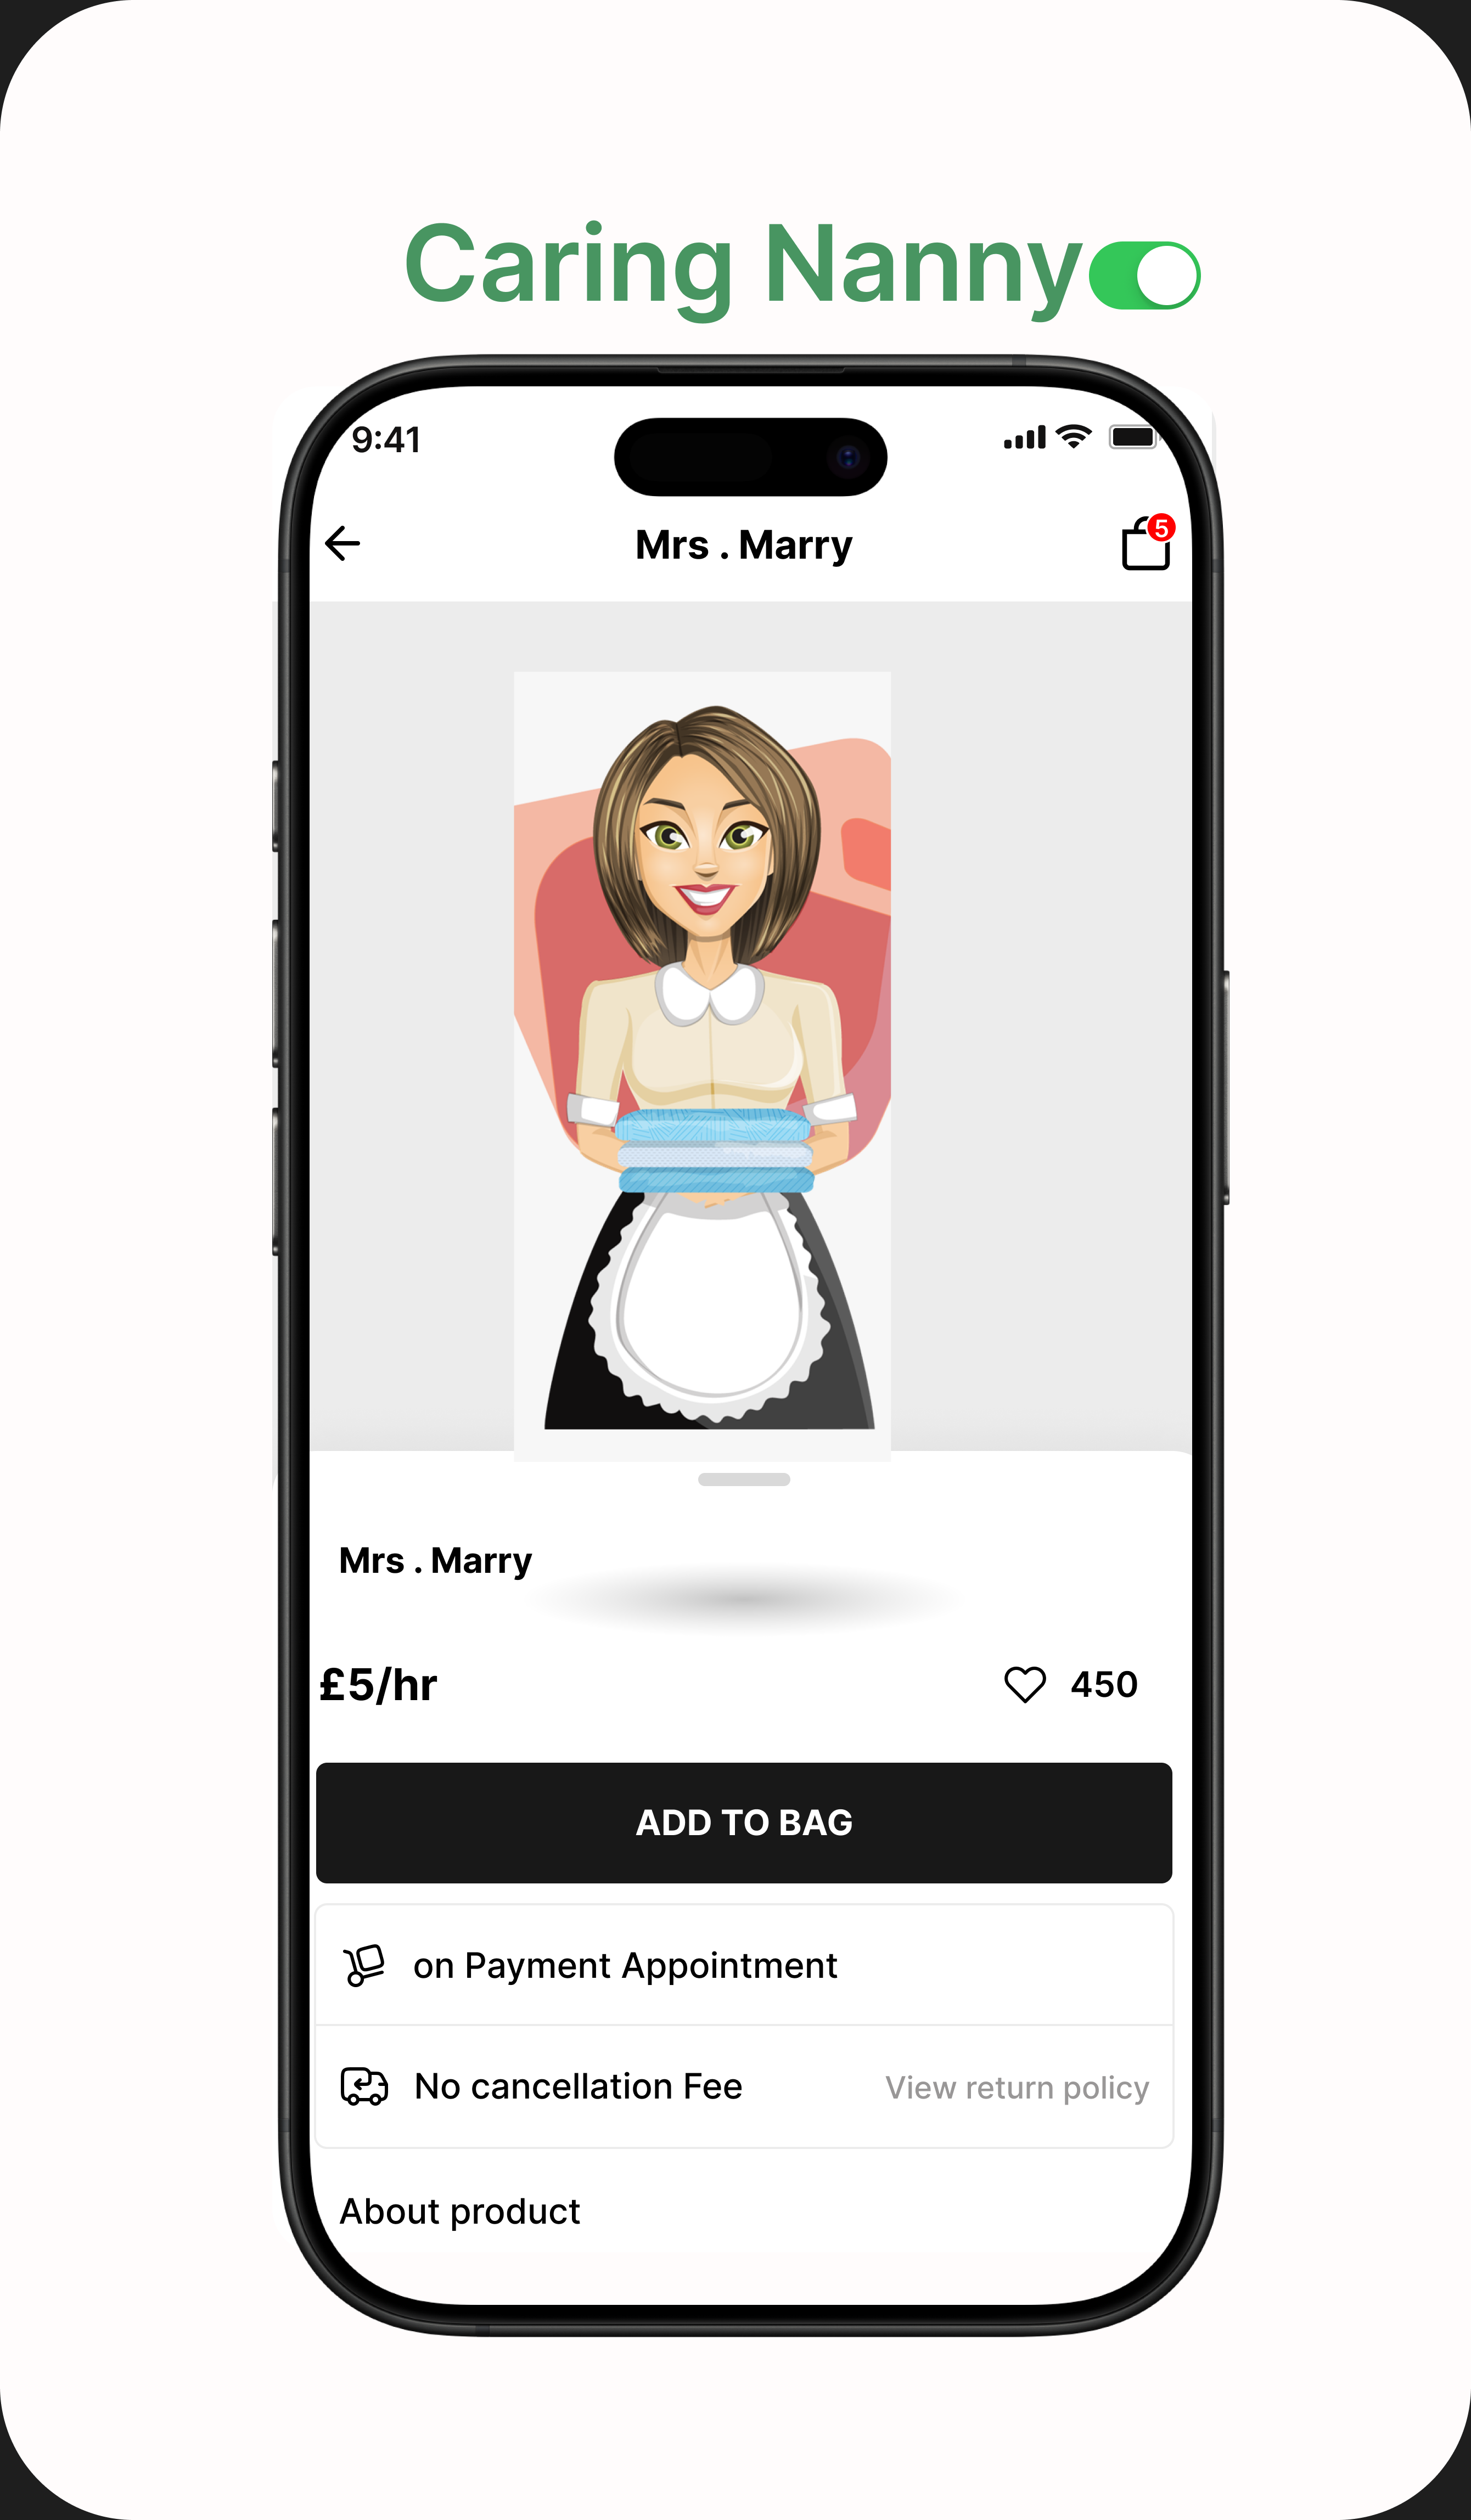 Caring Nanny
9:41
Mrs . Marry
5
Mrs . Marry
£5/hr
450
ADD TO BAG
on Payment Appointment
No cancellation Fee
View return policy
About product